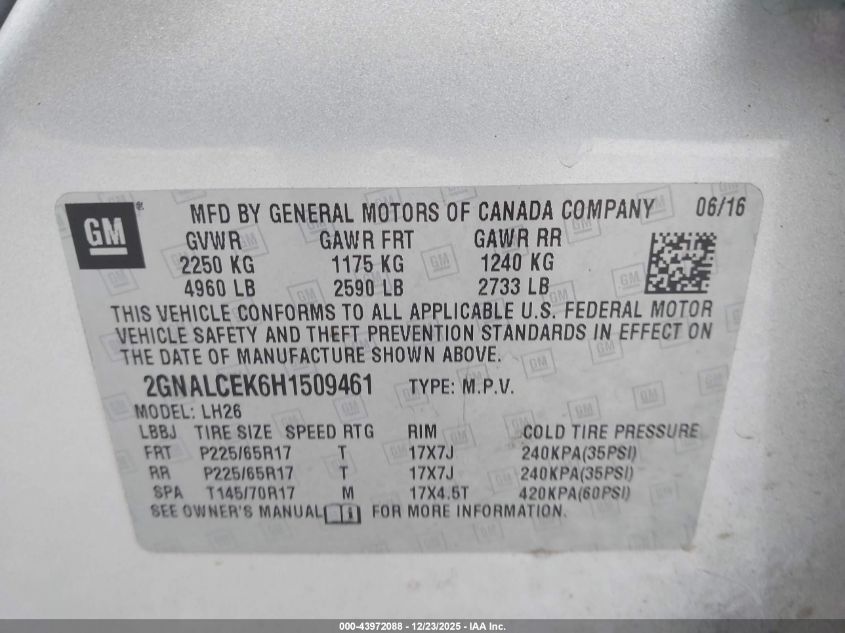 GM
MFD BY GENERAL MOTORS OF CANADA COMPANY 06/16
GVWR GAWR FRT GAWR RR
2250 KG 1175 KG 1240 KG
4960 LB 2590 LB 2733 LB
THIS VEHICLE CONFORMS TO ALL APPLICABLE U.S. FEDERAL MOTOR
VEHICLE SAFETY AND THEFT PREVENTION STANDARDS IN EFFECT ON
THE DATE OF MANUFACTURE SHOWN ABOVE.
2GNALCEK6H1509461 TYPE: M.P.V.
MODEL: LH26
LBBJ TIRE SIZE SPEED RTG RIM COLD TIRE PRESSURE
FRT P225/65R17 T 17X7J 240KPA(35PSI)
RR P225/65R17 T 17X7J 240KPA(35PSI)
SPA T145/70R17 M 17X4.5T 420KPA(60PSI)
SEE OWNER'S MANUAL FOR MORE INFORMATION.
000-43972088 - 12/23/2025 - IAA Inc.